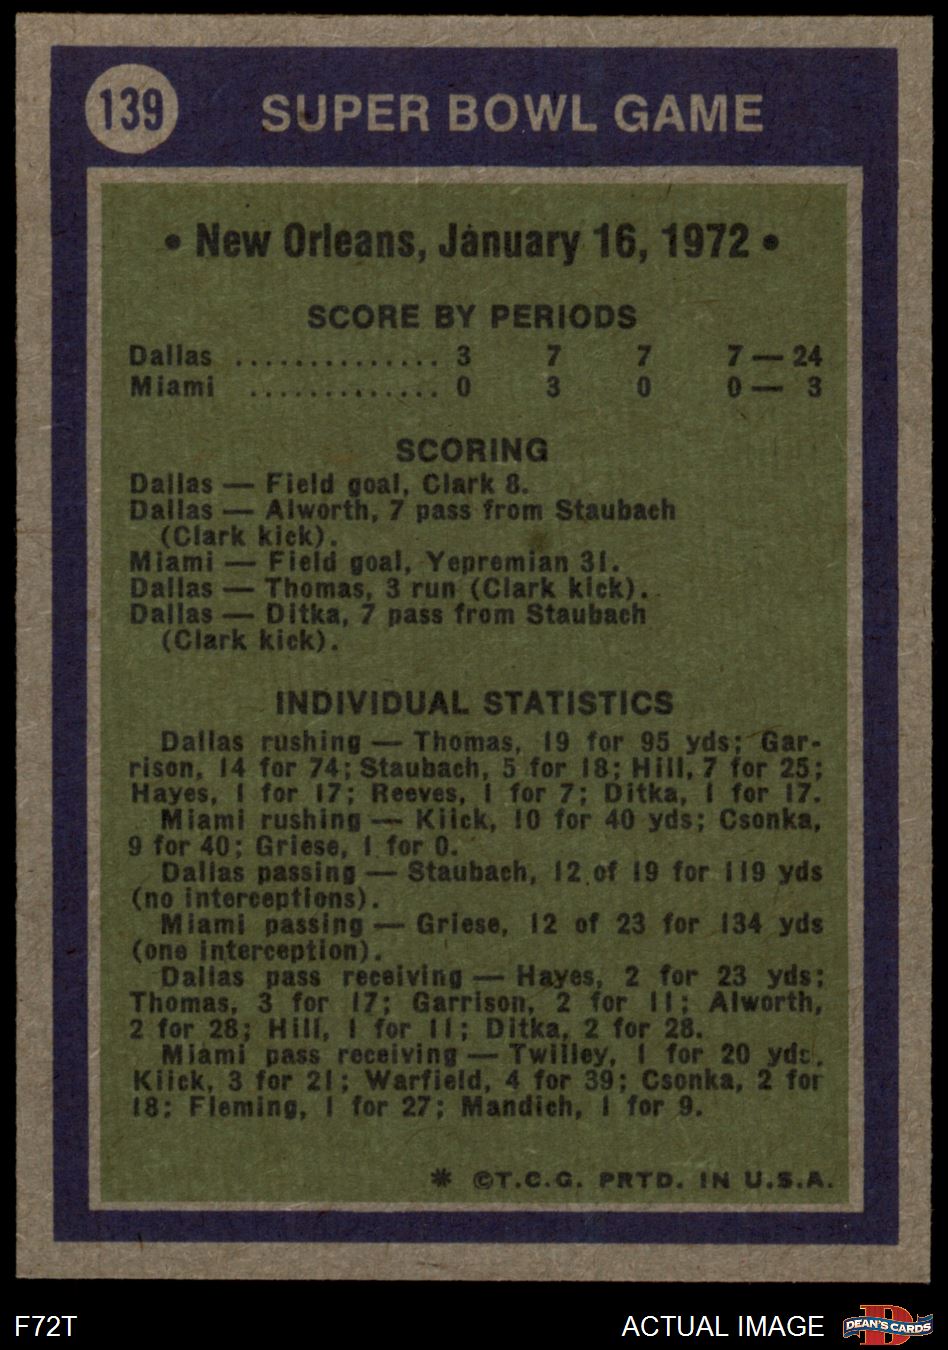 139
SUPER BOWL GAME
• New Orleans, January 16, 1972 •
SCORE BY PERIODS
Dallas .............. 3 7 7 7 — 24
Miami ............. 0 3 0 0 — 3
SCORING
Dallas — Field goal, Clark 8.
Dallas — Alworth, 7 pass from Staubach
(Clark kick).
Miami — Field goal, Yepremian 31.
Dallas — Thomas, 3 run (Clark kick).
Dallas — Ditka, 7 pass from Staubach
(Clark kick).
INDIVIDUAL STATISTICS
Dallas rushing — Thomas, 19 for 95 yds; Gar-
rison, 14 for 74; Staubach, 5 for 18; Hill, 7 for 25;
Hayes, 1 for 17; Reeves, 1 for 7; Ditka, 1 for 17.
Miami rushing — Kiick, 10 for 40 yds; Csonka,
9 for 40; Griese, 1 for 0.
Dallas passing — Staubach, 12 of 19 for 119 yds
(no interceptions).
Miami passing — Griese, 12 of 23 for 134 yds
(one interception).
Dallas pass receiving — Hayes, 2 for 23 yds;
Thomas, 3 for 17; Garrison, 2 for 11; Alworth,
2 for 28; Hill, 1 for 11; Ditka, 2 for 28.
Miami pass receiving — Twilley, 1 for 20 yds.
Kiick, 3 for 21; Warfield, 4 for 39; Csonka, 2 for
18; Fleming, 1 for 27; Mandich, 1 for 9.
* ©T.C.G. PRTD. IN U.S.A.
F72T
ACTUAL IMAGE
DEAN'S CARDS